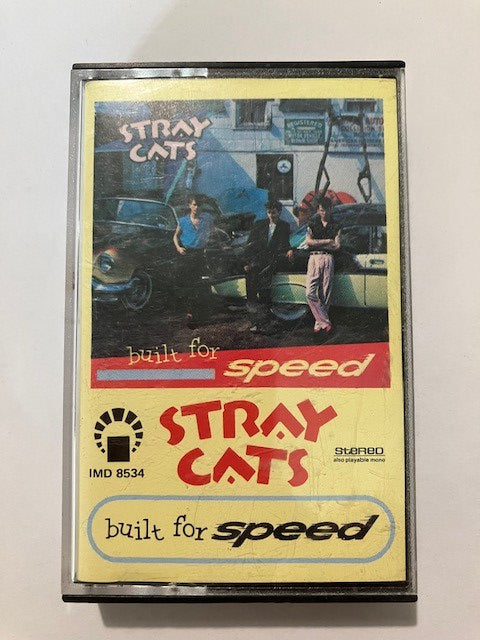 STRAY
CATS
REGISTERED
built for speed
STRAY
CATS
STEREO
also playable mono
IMD 8534
built for speed